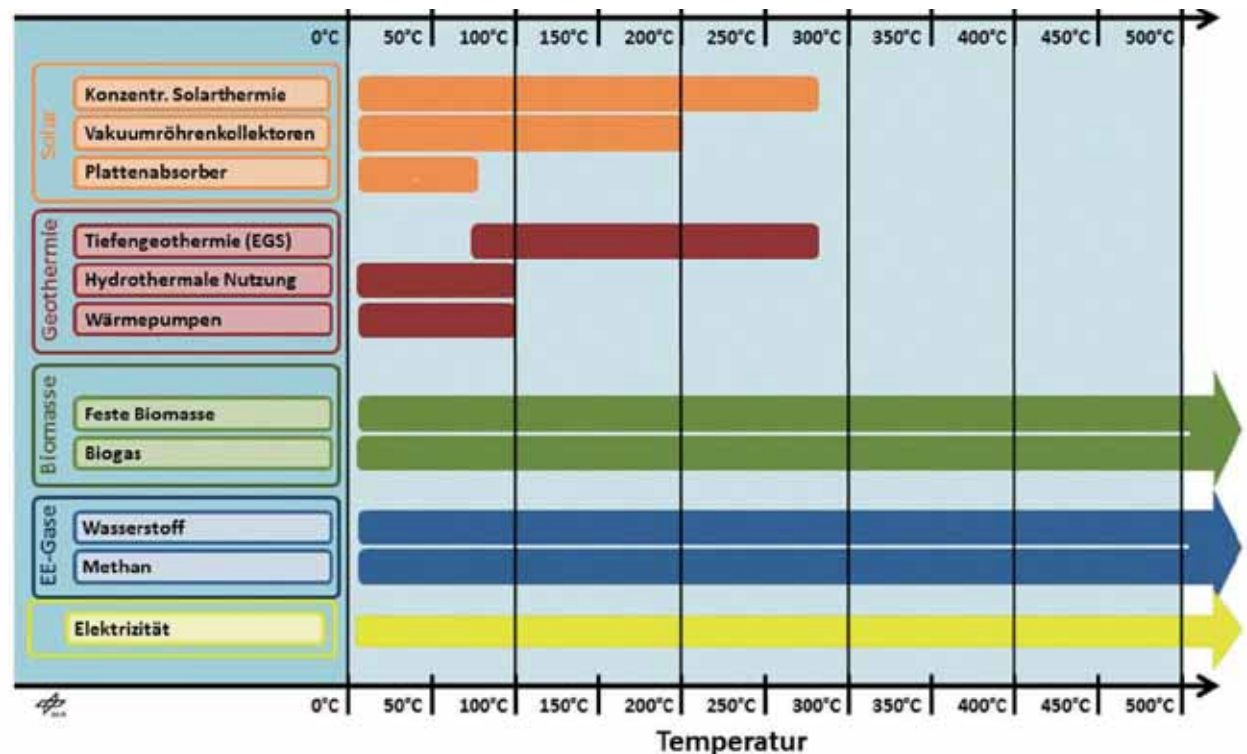 0°C 50°C 100°C 150°C 200°C 250°C 300°C 350°C 400°C 450°C 500°C
Solar
Konzentr. Solarthermie
Vakuumröhrenkollektoren
Plattenabsorber
Geothermie
Tiefengeothermie (EGS)
Hydrothermale Nutzung
Wärmepumpen
Biomasse
Feste Biomasse
Biogas
EE-Gase
Wasserstoff
Methan
Elektrizität
0°C 50°C 100°C 150°C 200°C 250°C 300°C 350°C 400°C 450°C 500°C
Temperatur